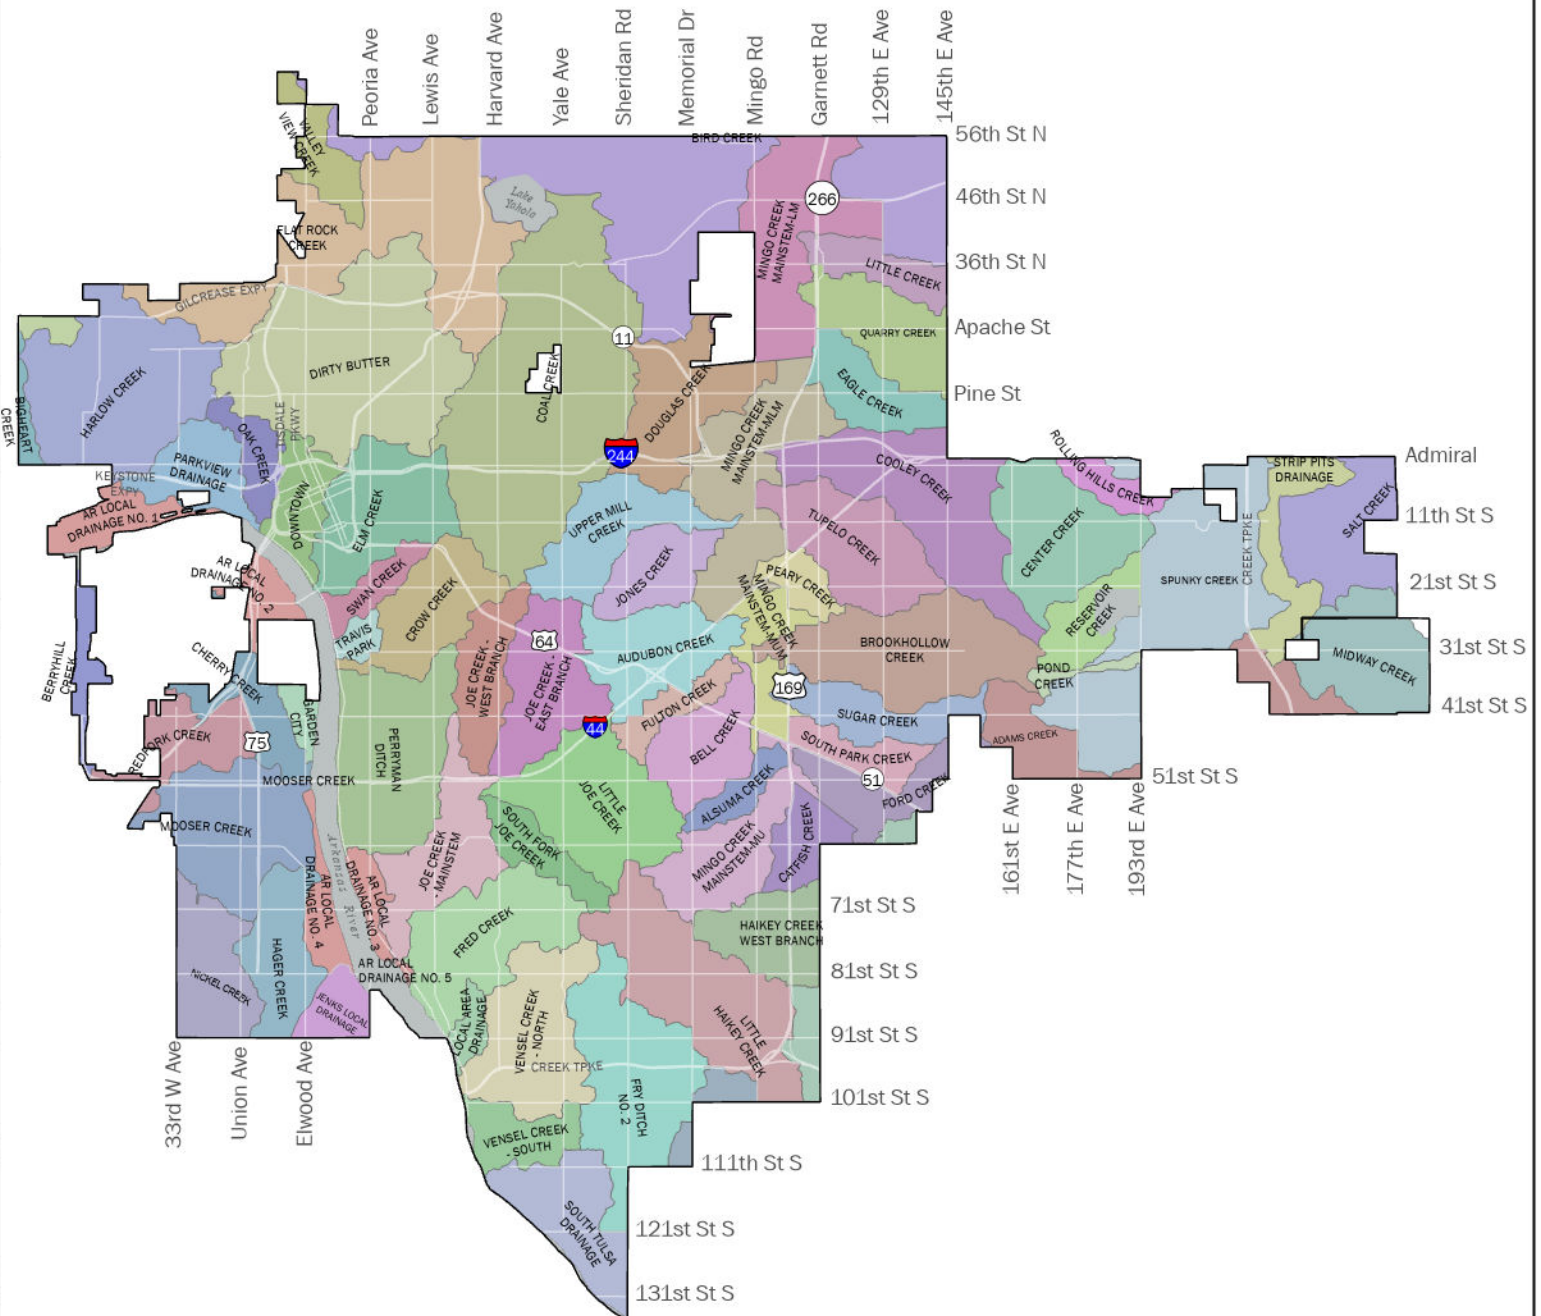 Peoria Ave
Lewis Ave
Harvard Ave
Yale Ave
Sheridan Rd
Memorial Dr
Mingo Rd
Garnett Rd
129th E Ave
145th E Ave
56th St N
46th St N
36th St N
Apache St
Pine St
Admiral
11th St S
21st St S
31st St S
41st St S
51st St S
161st E Ave
177th E Ave
193rd E Ave
71st St S
81st St S
91st St S
101st St S
111th St S
121st St S
131st St S
33rd W Ave
Union Ave
Elwood Ave
VALLEY
VIEW CREEK
BIRD CREEK
Lake
Yahola
266
FLAT ROCK
CREEK
MINGO CREEK
MAINSTEM-LM
LITTLE CREEK
GILCREASE EXPY
QUARRY CREEK
11
DIRTY BUTTER
COAL CREEK
HARLOW CREEK
BIGHEART
CREEK
DOUGLAS CREEK
EAGLE CREEK
TISDALE
PKWY
OAK CREEK
MINGO CREEK
MAINSTEM-MLM
244
PARKVIEW
DRAINAGE
KEYSTONE
EXPY
COOLEY CREEK
ROLLING HILLS CREEK
STRIP PITS
DRAINAGE
SALT CREEK
AR LOCAL
DRAINAGE NO. 1
DOWNTOWN
ELM CREEK
UPPER MILL
CREEK
TUPELO CREEK
CENTER CREEK
CREEK TPKE
SPUNKY CREEK
AR LOCAL
DRAINAGE NO. 2
SWAN CREEK
CROW CREEK
JONES CREEK
PEARY CREEK
MINGO CREEK
MAINSTEM-MUM
RESERVOIR
CREEK
TRAVIS
PARK
64
AUDUBON CREEK
BROOKHOLLOW
CREEK
POND
CREEK
MIDWAY CREEK
BERRYHILL
CREEK
CHERRY CREEK
JOE CREEK -
WEST BRANCH
JOE CREEK -
EAST BRANCH
169
FULTON CREEK
SUGAR CREEK
GARDEN
CITY
44
BELL CREEK
ADAMS CREEK
REDFORK CREEK
75
PERRYMAN
DITCH
SOUTH PARK CREEK
51
FORD CREEK
MOOSER CREEK
LITTLE
JOE CREEK
ALSUMA CREEK
MOOSER CREEK
SOUTH FORK
JOE CREEK
CATFISH CREEK
MINGO CREEK
MAINSTEM-MU
Arkansas River
JOE CREEK
- MAINSTEM
AR LOCAL
DRAINAGE NO. 4
AR LOCAL
DRAINAGE NO. 3
FRED CREEK
HAIKEY CREEK
WEST BRANCH
AR LOCAL
DRAINAGE NO. 5
NICKEL CREEK
HAGER CREEK
JENKS LOCAL
DRAINAGE
LOCAL AREA
DRAINAGE
VENSEL CREEK
- NORTH
LITTLE
HAIKEY CREEK
CREEK TPKE
FRY DITCH
NO. 2
VENSEL CREEK
- SOUTH
SOUTH TULSA
DRAINAGE